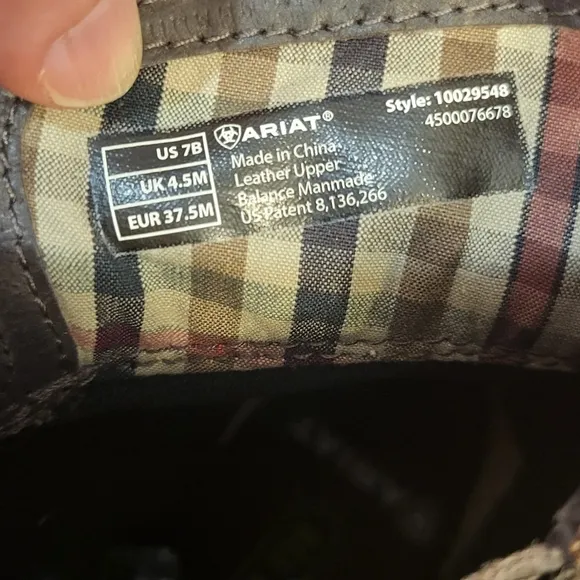 US 7B
UK 4.5M
EUR 37.5M
ARIAT®
Made in China
Leather Upper
Balance Manmade
US Patent 8,136,266
Style: 10029548
4500076678